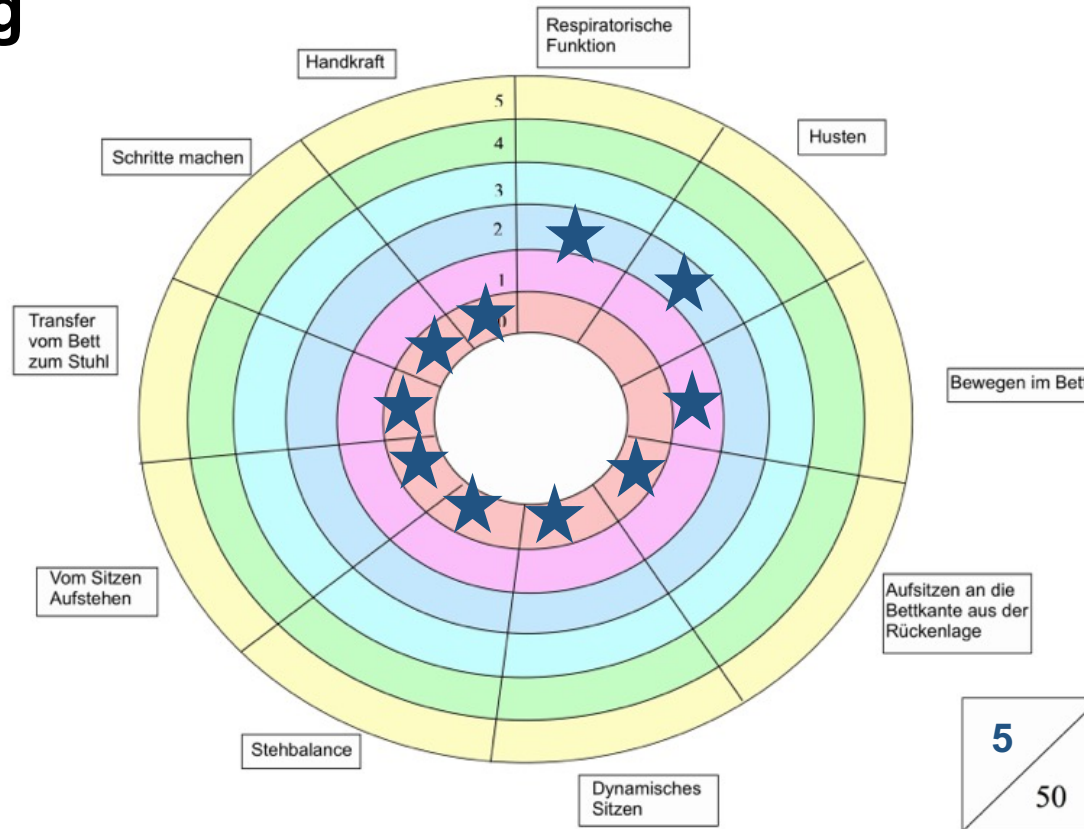 g
Respiratorische
Funktion
Handkraft
5
Husten
4
Schritte machen
3
2
1
0
Transfer
vom Bett
zum Stuhl
Bewegen im Bett
Vom Sitzen
Aufstehen
Aufsitzen an die
Bettkante aus der
Rückenlage
5
50
Stehbalance
Dynamisches
Sitzen